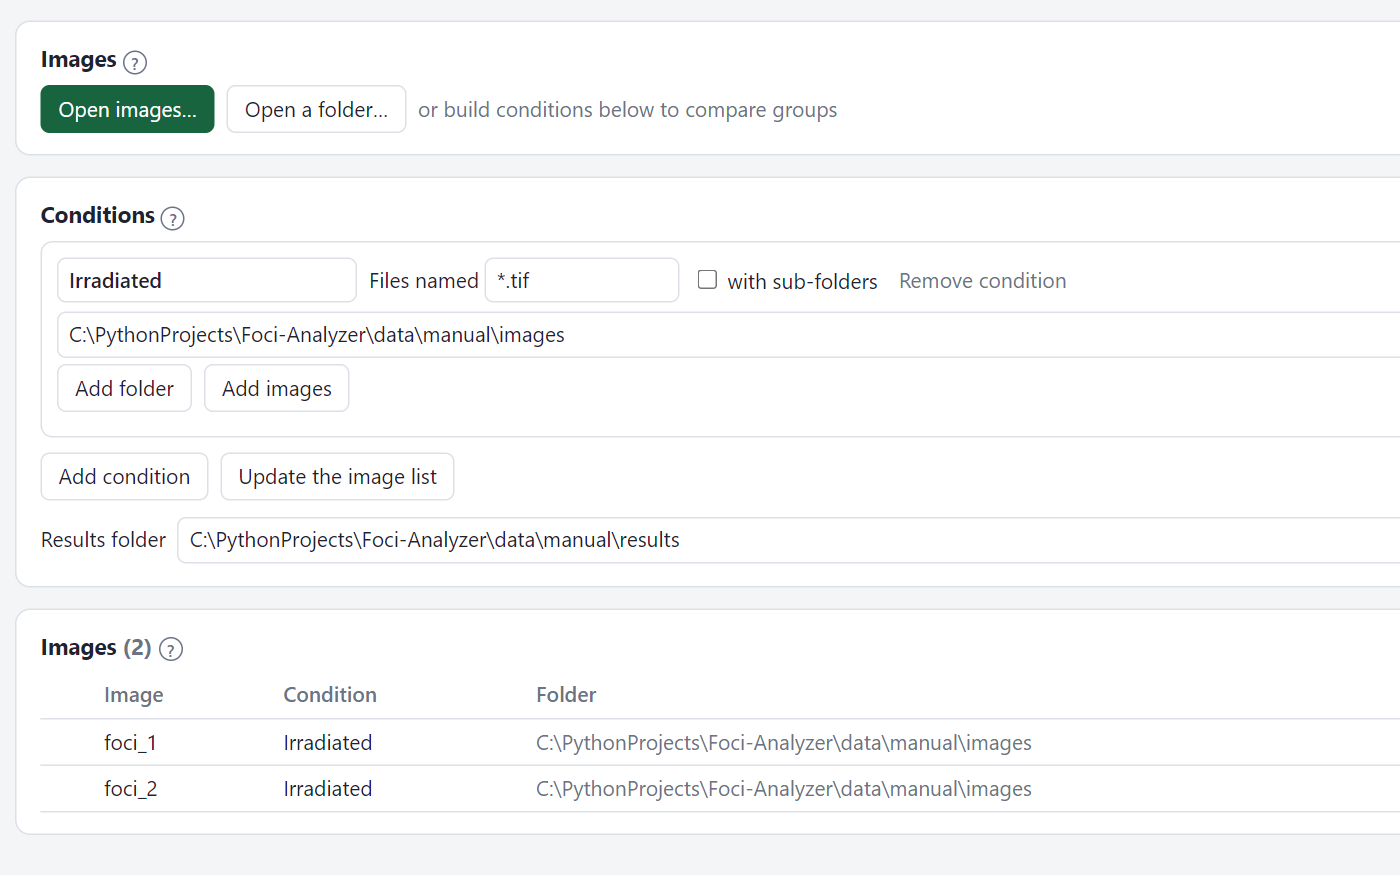 Images ?
Open images... Open a folder... or build conditions below to compare groups
Conditions ?
Irradiated Files named *.tif with sub-folders Remove condition
C:\PythonProjects\Foci-Analyzer\data\manual\images
Add folder Add images
Add condition Update the image list
Results folder C:\PythonProjects\Foci-Analyzer\data\manual\results
Images (2) ?
Image Condition Folder
foci_1 Irradiated C:\PythonProjects\Foci-Analyzer\data\manual\images
foci_2 Irradiated C:\PythonProjects\Foci-Analyzer\data\manual\images